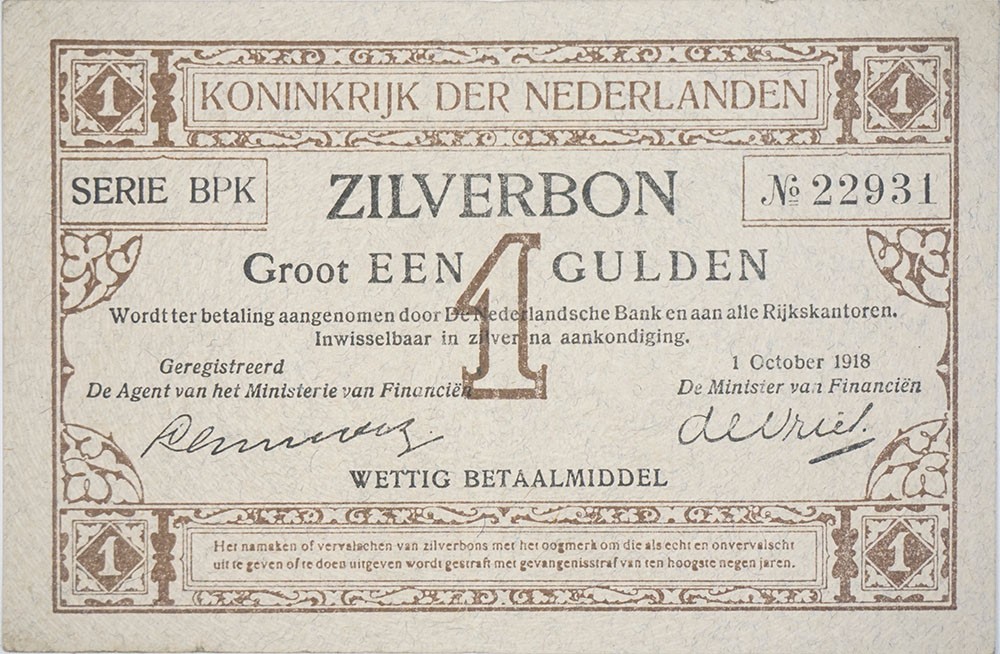 1 KONINKRIJK DER NEDERLANDEN 1
SERIE BPK ZILVERBON № 22931
Groot EEN 1 GULDEN
Wordt ter betaling aangenomen door De Nederlandsche Bank en aan alle Rijkskantoren.
Inwisselbaar in zilver na aankondiging.
Geregistreerd 1 October 1918
De Agent van het Ministerie van Financiën De Minister van Financiën
de Vries.
WETTIG BETAALMIDDEL
1 Het namaken of vervalschen van zilverbons met het oogmerk om die als echt en onvervalscht 1
uit te geven of te doen uitgeven wordt gestraft met gevangenisstraf van ten hoogste negen jaren.